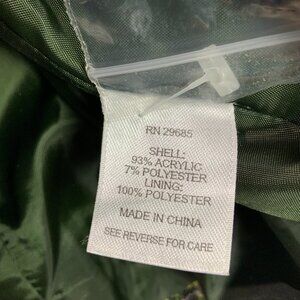 RN 29685
SHELL:
93% ACRYLIC
7% POLYESTER
LINING:
100% POLYESTER
MADE IN CHINA
SEE REVERSE FOR CARE